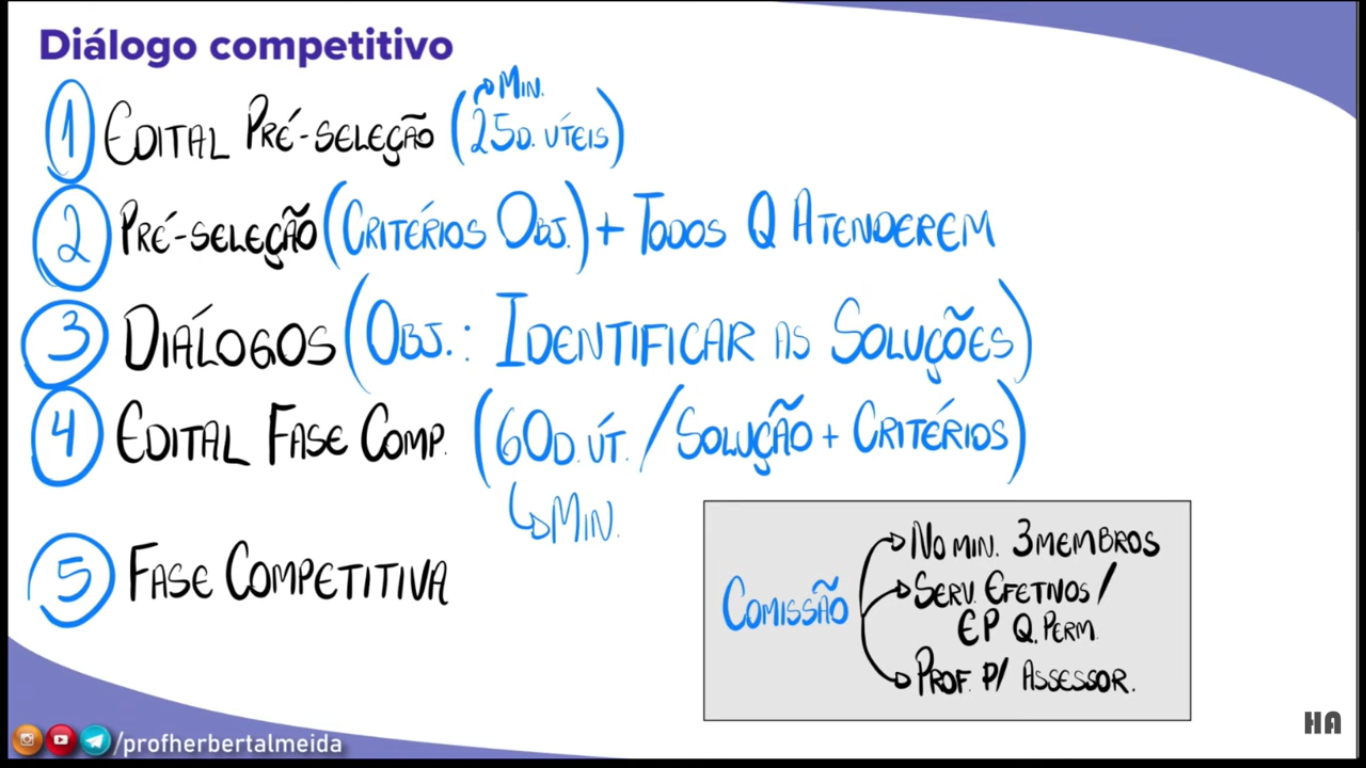 Diálogo competitivo
1 EDITAL PRÉ-SELEÇÃO (25D. ÚTEIS)
→ MIN.
2 PRÉ-SELEÇÃO (CRITÉRIOS OBJ.) + TODOS Q ATENDEREM
3 DIÁLOGOS (OBJ.: IDENTIFICAR AS SOLUÇÕES)
4 EDITAL FASE COMP. (60D. ÚT. / SOLUÇÃO + CRITÉRIOS)
→ MIN.
5 FASE COMPETITIVA
COMISSÃO
→ NO MIN. 3 MEMBROS
→ SERV. EFETIVOS /
EP Q. PERM.
→ PROF. P/ ASSESSOR.
/profherbertalmeida
HA